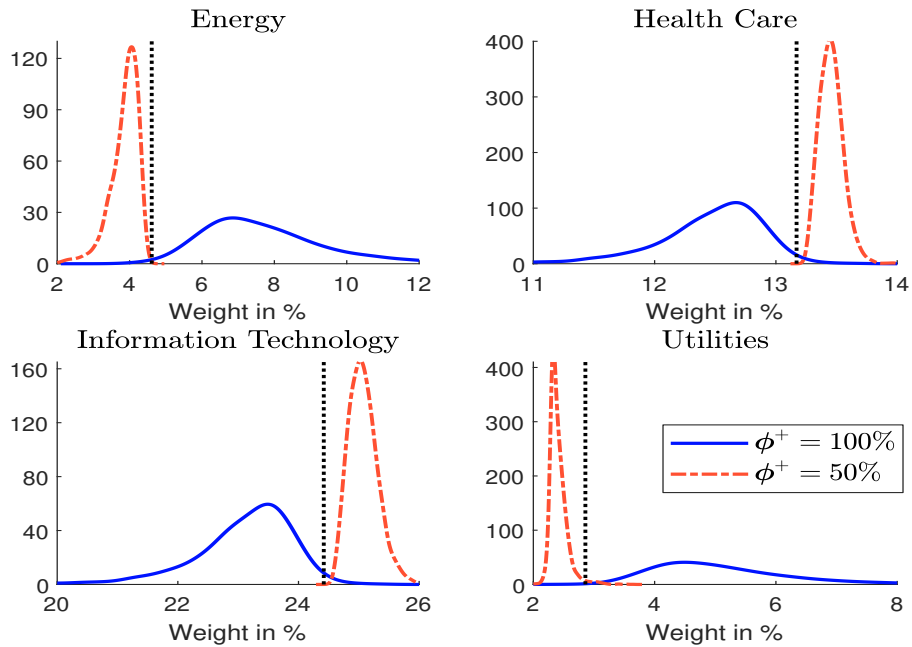 Energy
120
90
60
30
0
2 4 6 8 10 12
Weight in %
Health Care
400
300
200
100
0
11 12 13 14
Weight in %
Information Technology
160
120
80
40
0
20 22 24 26
Weight in %
Utilities
400
300
200
100
0
2 4 6 8
Weight in %
ϕ⁺ = 100%
ϕ⁺ = 50%